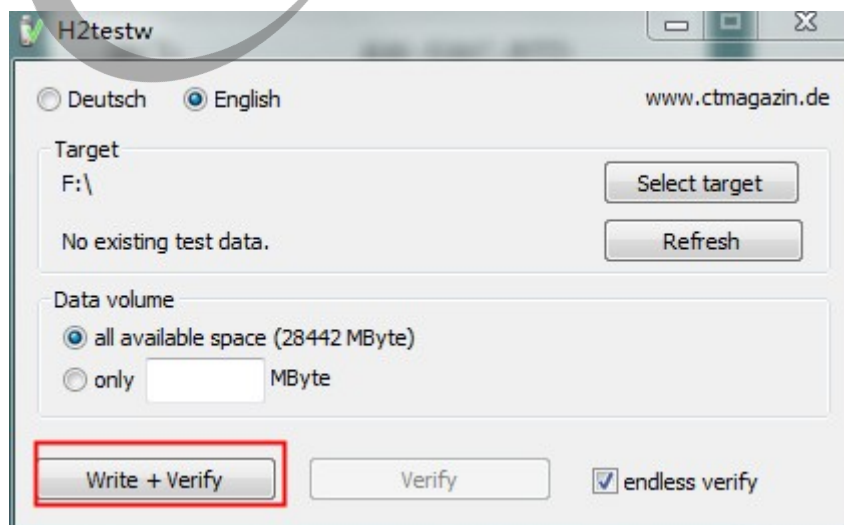 H2testw
Deutsch English www.ctmagazin.de
Target
F:\ Select target
No existing test data. Refresh
Data volume
all available space (28442 MByte)
only MByte
Write + Verify Verify endless verify